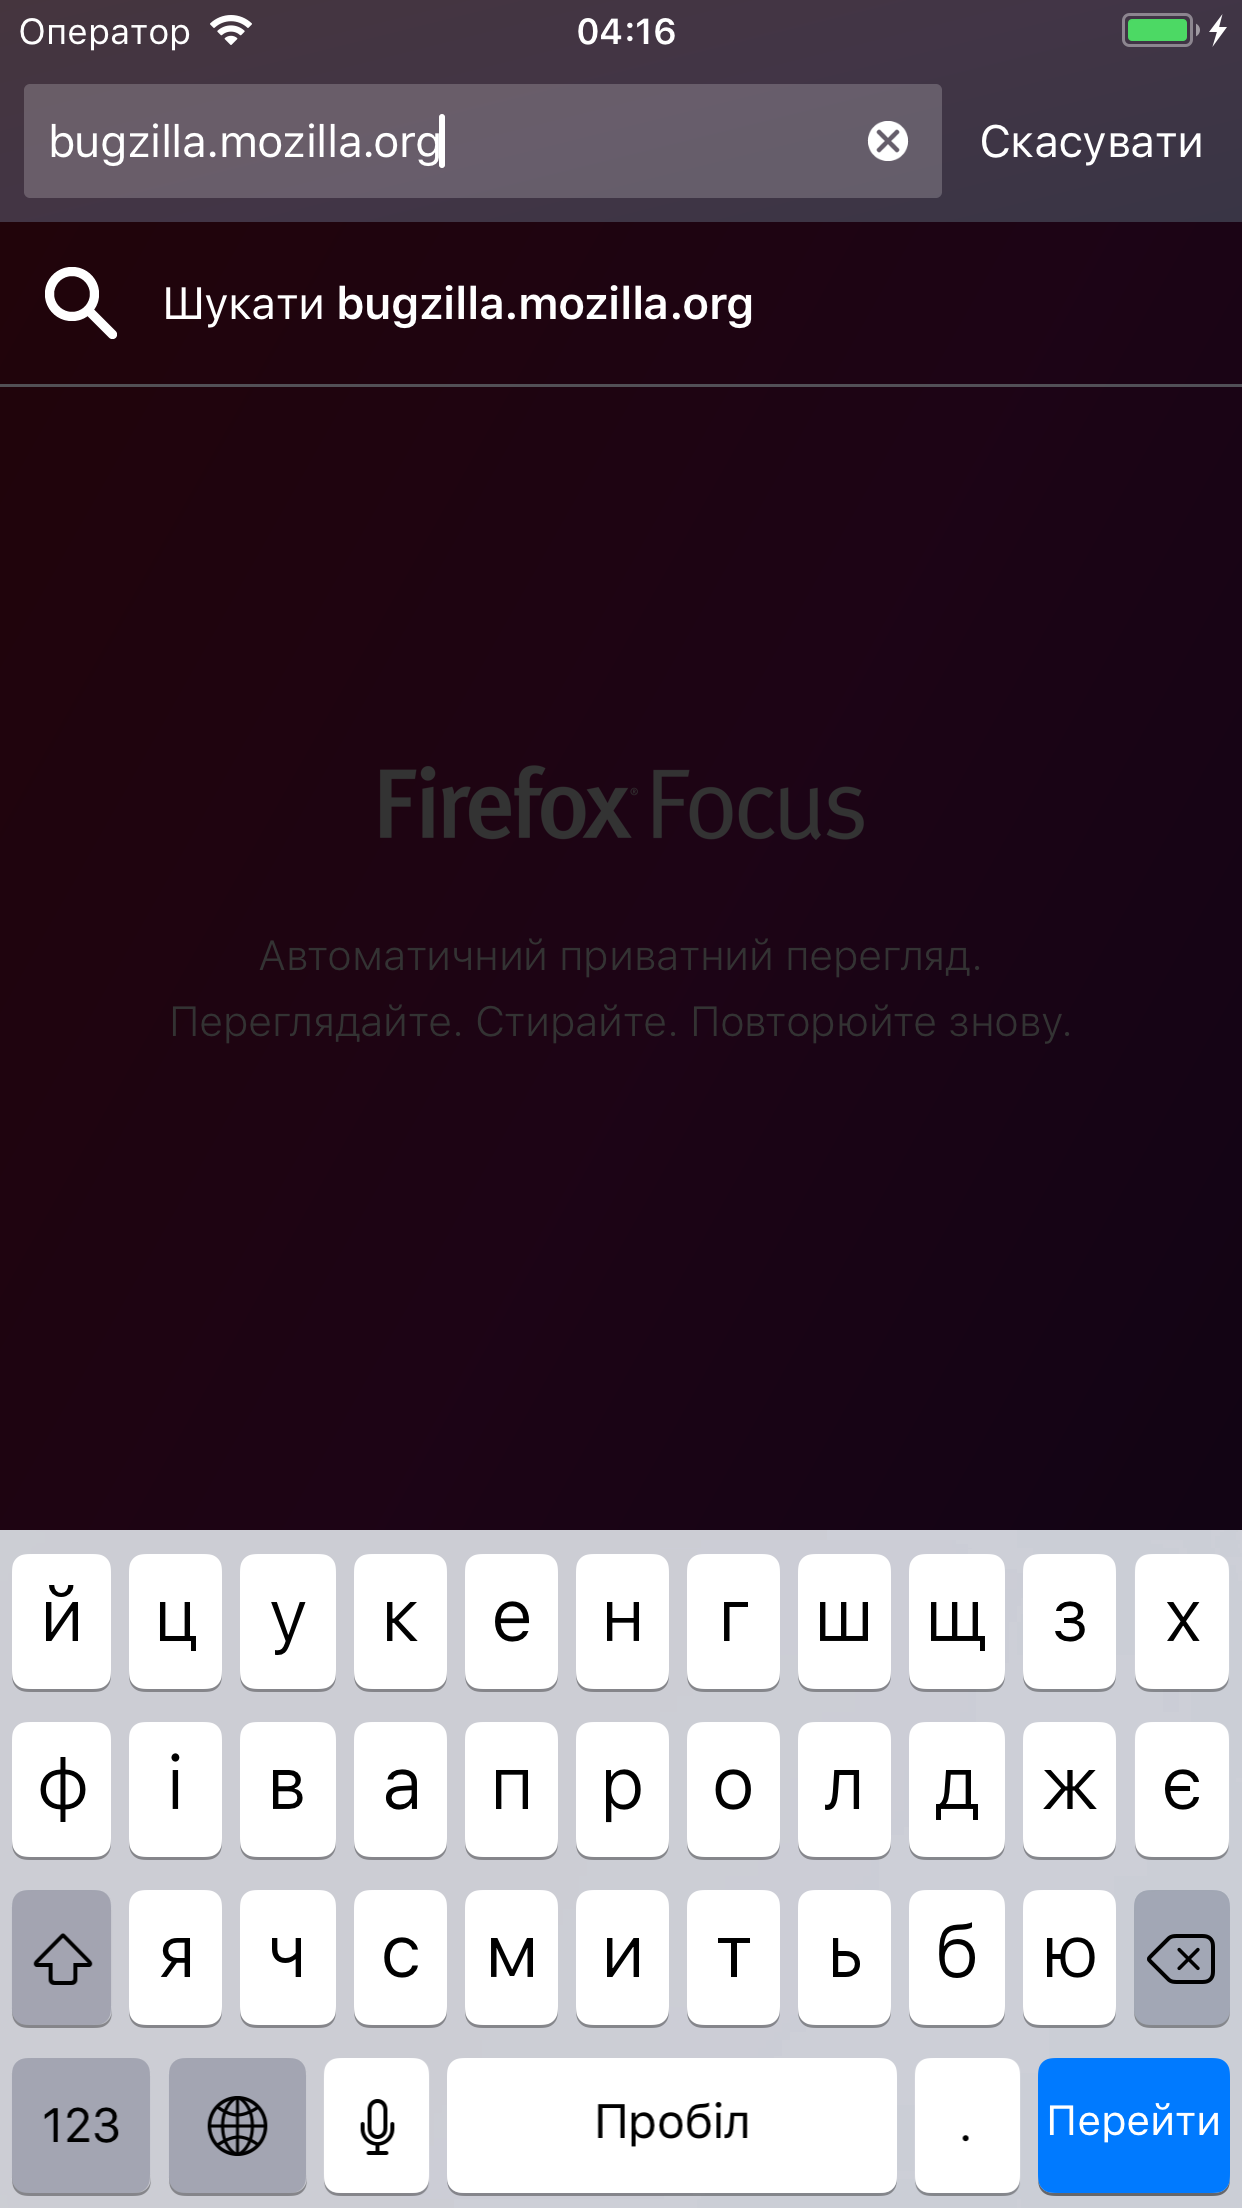 Оператор 04:16
bugzilla.mozilla.org Скасувати
Шукати bugzilla.mozilla.org
Firefox® Focus
Автоматичний приватний перегляд.
Переглядайте. Стирайте. Повторюйте знову.
й ц у к е н г ш щ з х
ф і в а п р о л д ж є
я ч с м и т ь б ю
123 Пробіл . Перейти